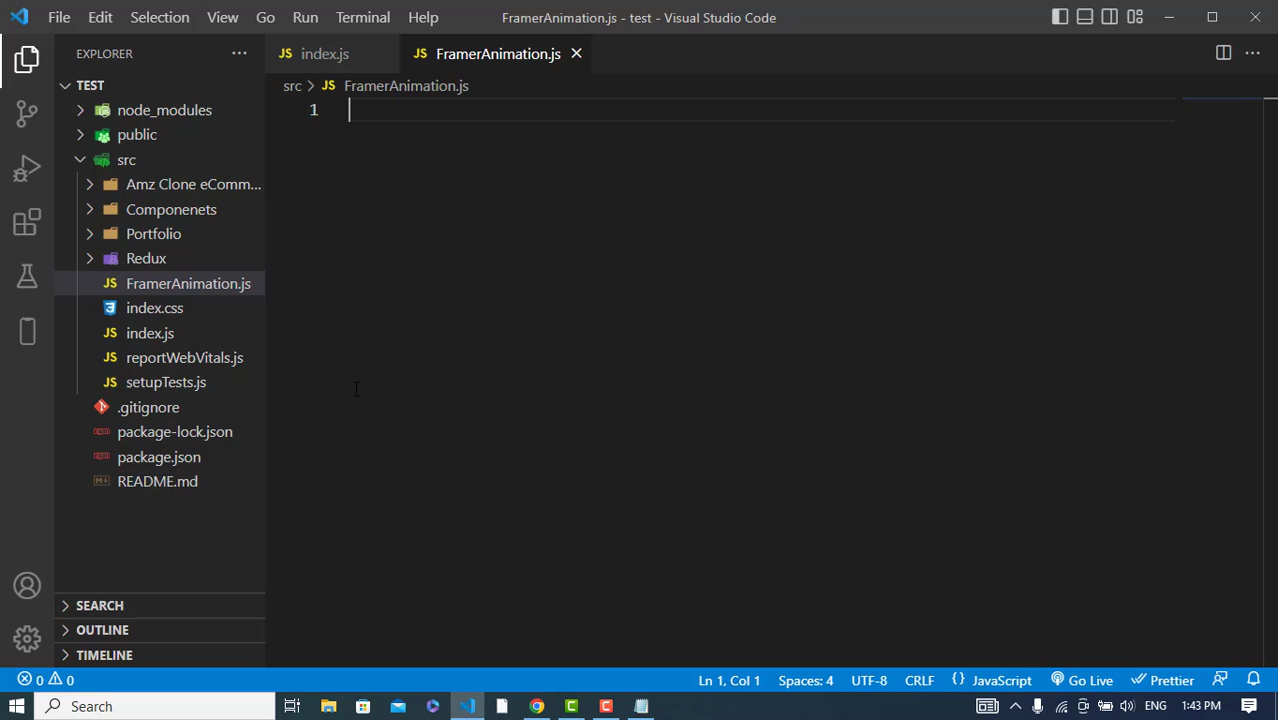 File Edit Selection View Go Run Terminal Help FramerAnimation.js - test - Visual Studio Code
EXPLORER
JS index.js
JS FramerAnimation.js
TEST
src JS FramerAnimation.js
1
node_modules
public
src
Amz Clone eComm...
Componenets
Portfolio
Redux
JS FramerAnimation.js
index.css
JS index.js
JS reportWebVitals.js
JS setupTests.js
.gitignore
package-lock.json
package.json
README.md
SEARCH
OUTLINE
TIMELINE
0 0 Ln 1, Col 1 Spaces: 4 UTF-8 CRLF { } JavaScript Go Live Prettier
Search ENG 1:43 PM